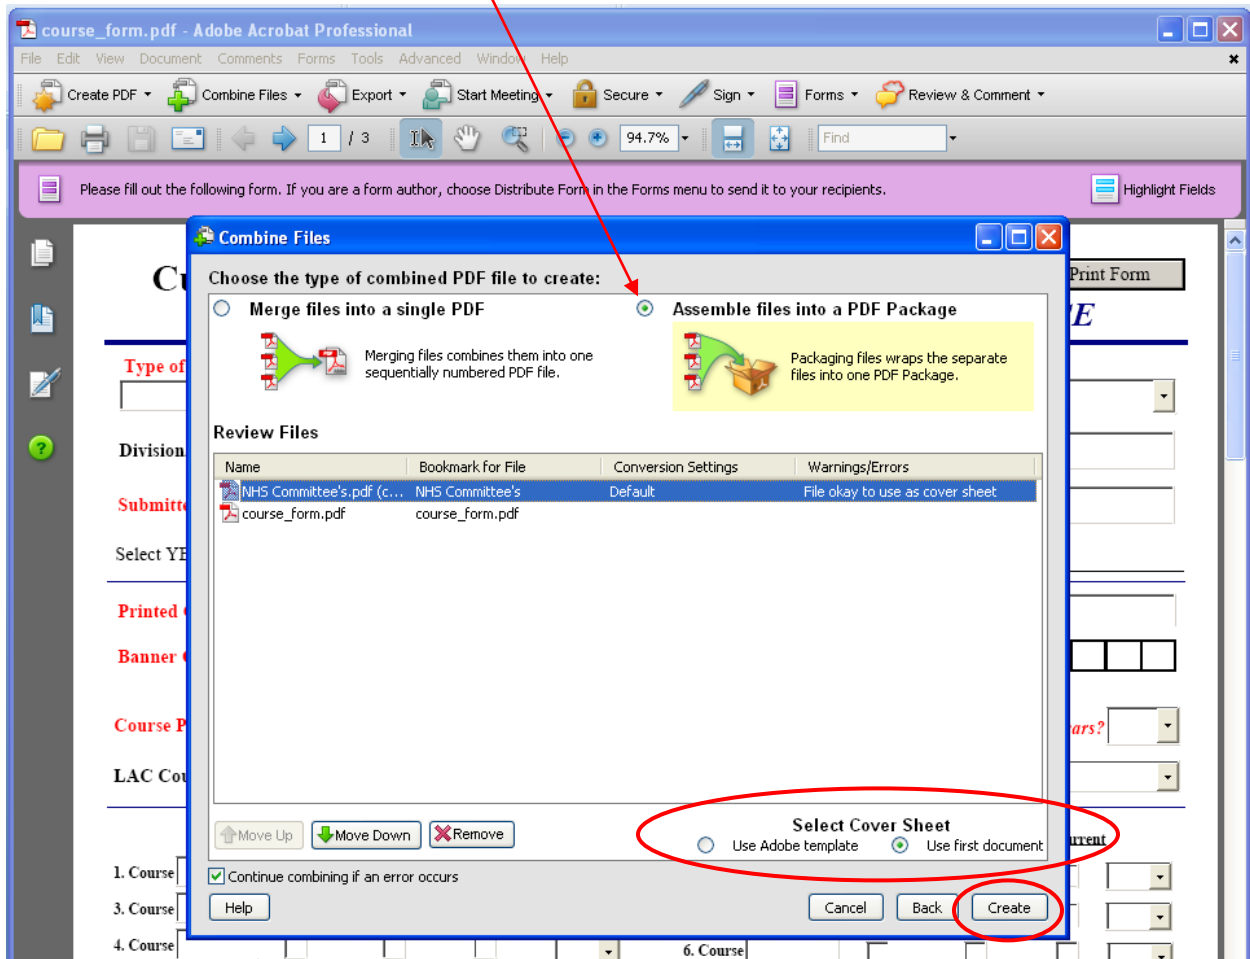 course_form.pdf - Adobe Acrobat Professional
File Edit View Document Comments Forms Tools Advanced Window Help
Create PDF Combine Files Export Start Meeting Secure Sign Forms Review & Comment
1 / 3 94.7% Find
Please fill out the following form. If you are a form author, choose Distribute Form in the Forms menu to send it to your recipients. Highlight Fields
Combine Files
Choose the type of combined PDF file to create:
Print Form
Merge files into a single PDF Assemble files into a PDF Package
E
Merging files combines them into one
sequentially numbered PDF file.
Packaging files wraps the separate
files into one PDF Package.
Type of
Review Files
Division
Name Bookmark for File Conversion Settings Warnings/Errors
NHS Committee's.pdf (c... NHS Committee's Default File okay to use as cover sheet
course_form.pdf course_form.pdf
Submitte
Select YE
Printed
Banner
Course P
ars?
LAC Cou
Select Cover Sheet
Move Up Move Down Remove
Use Adobe template Use first document
rrent
1. Course
Continue combining if an error occurs
3. Course
Help Cancel Back Create
4. Course 6. Course